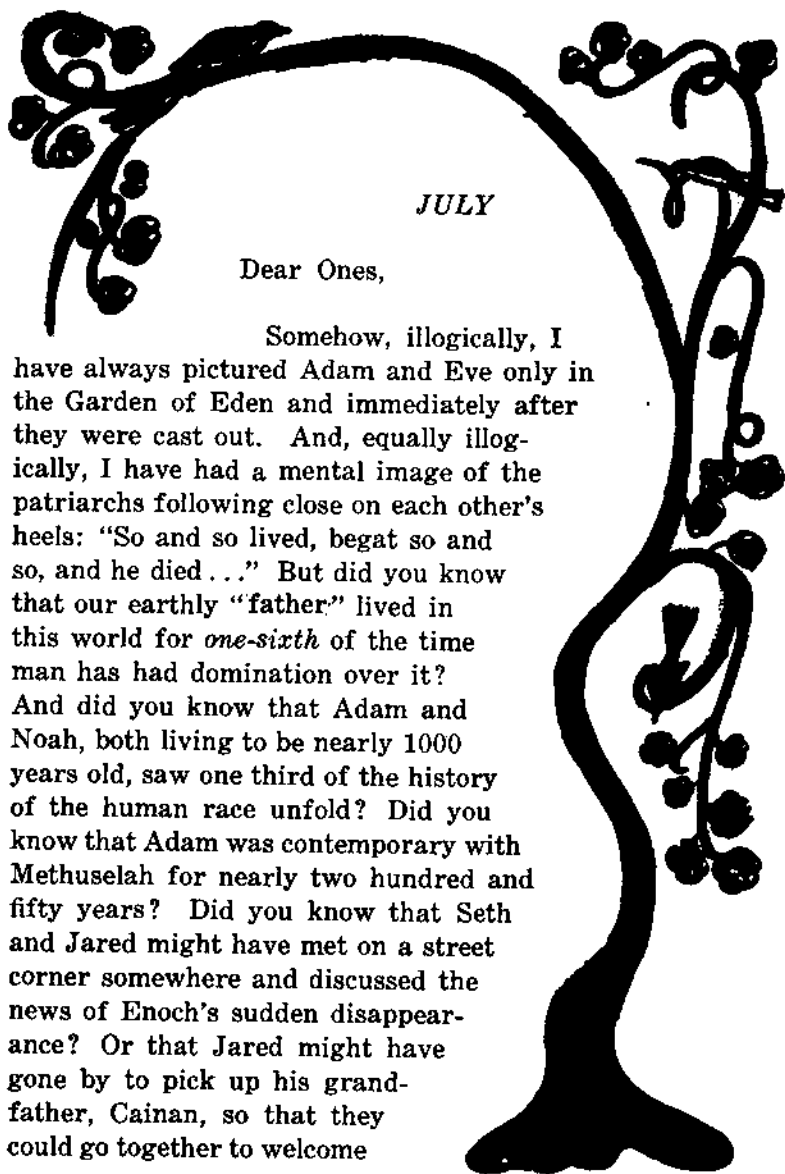 JULY
Dear Ones,
Somehow, illogically, I
have always pictured Adam and Eve only in
the Garden of Eden and immediately after
they were cast out. And, equally illog-
ically, I have had a mental image of the
patriarchs following close on each other's
heels: "So and so lived, begat so and
so, and he died..." But did you know
that our earthly "father" lived in
this world for one-sixth of the time
man has had domination over it?
And did you know that Adam and
Noah, both living to be nearly 1000
years old, saw one third of the history
of the human race unfold? Did you
know that Adam was contemporary with
Methuselah for nearly two hundred and
fifty years? Did you know that Seth
and Jared might have met on a street
corner somewhere and discussed the
news of Enoch's sudden disappear-
ance? Or that Jared might have
gone by to pick up his grand-
father, Cainan, so that they
could go together to welcome